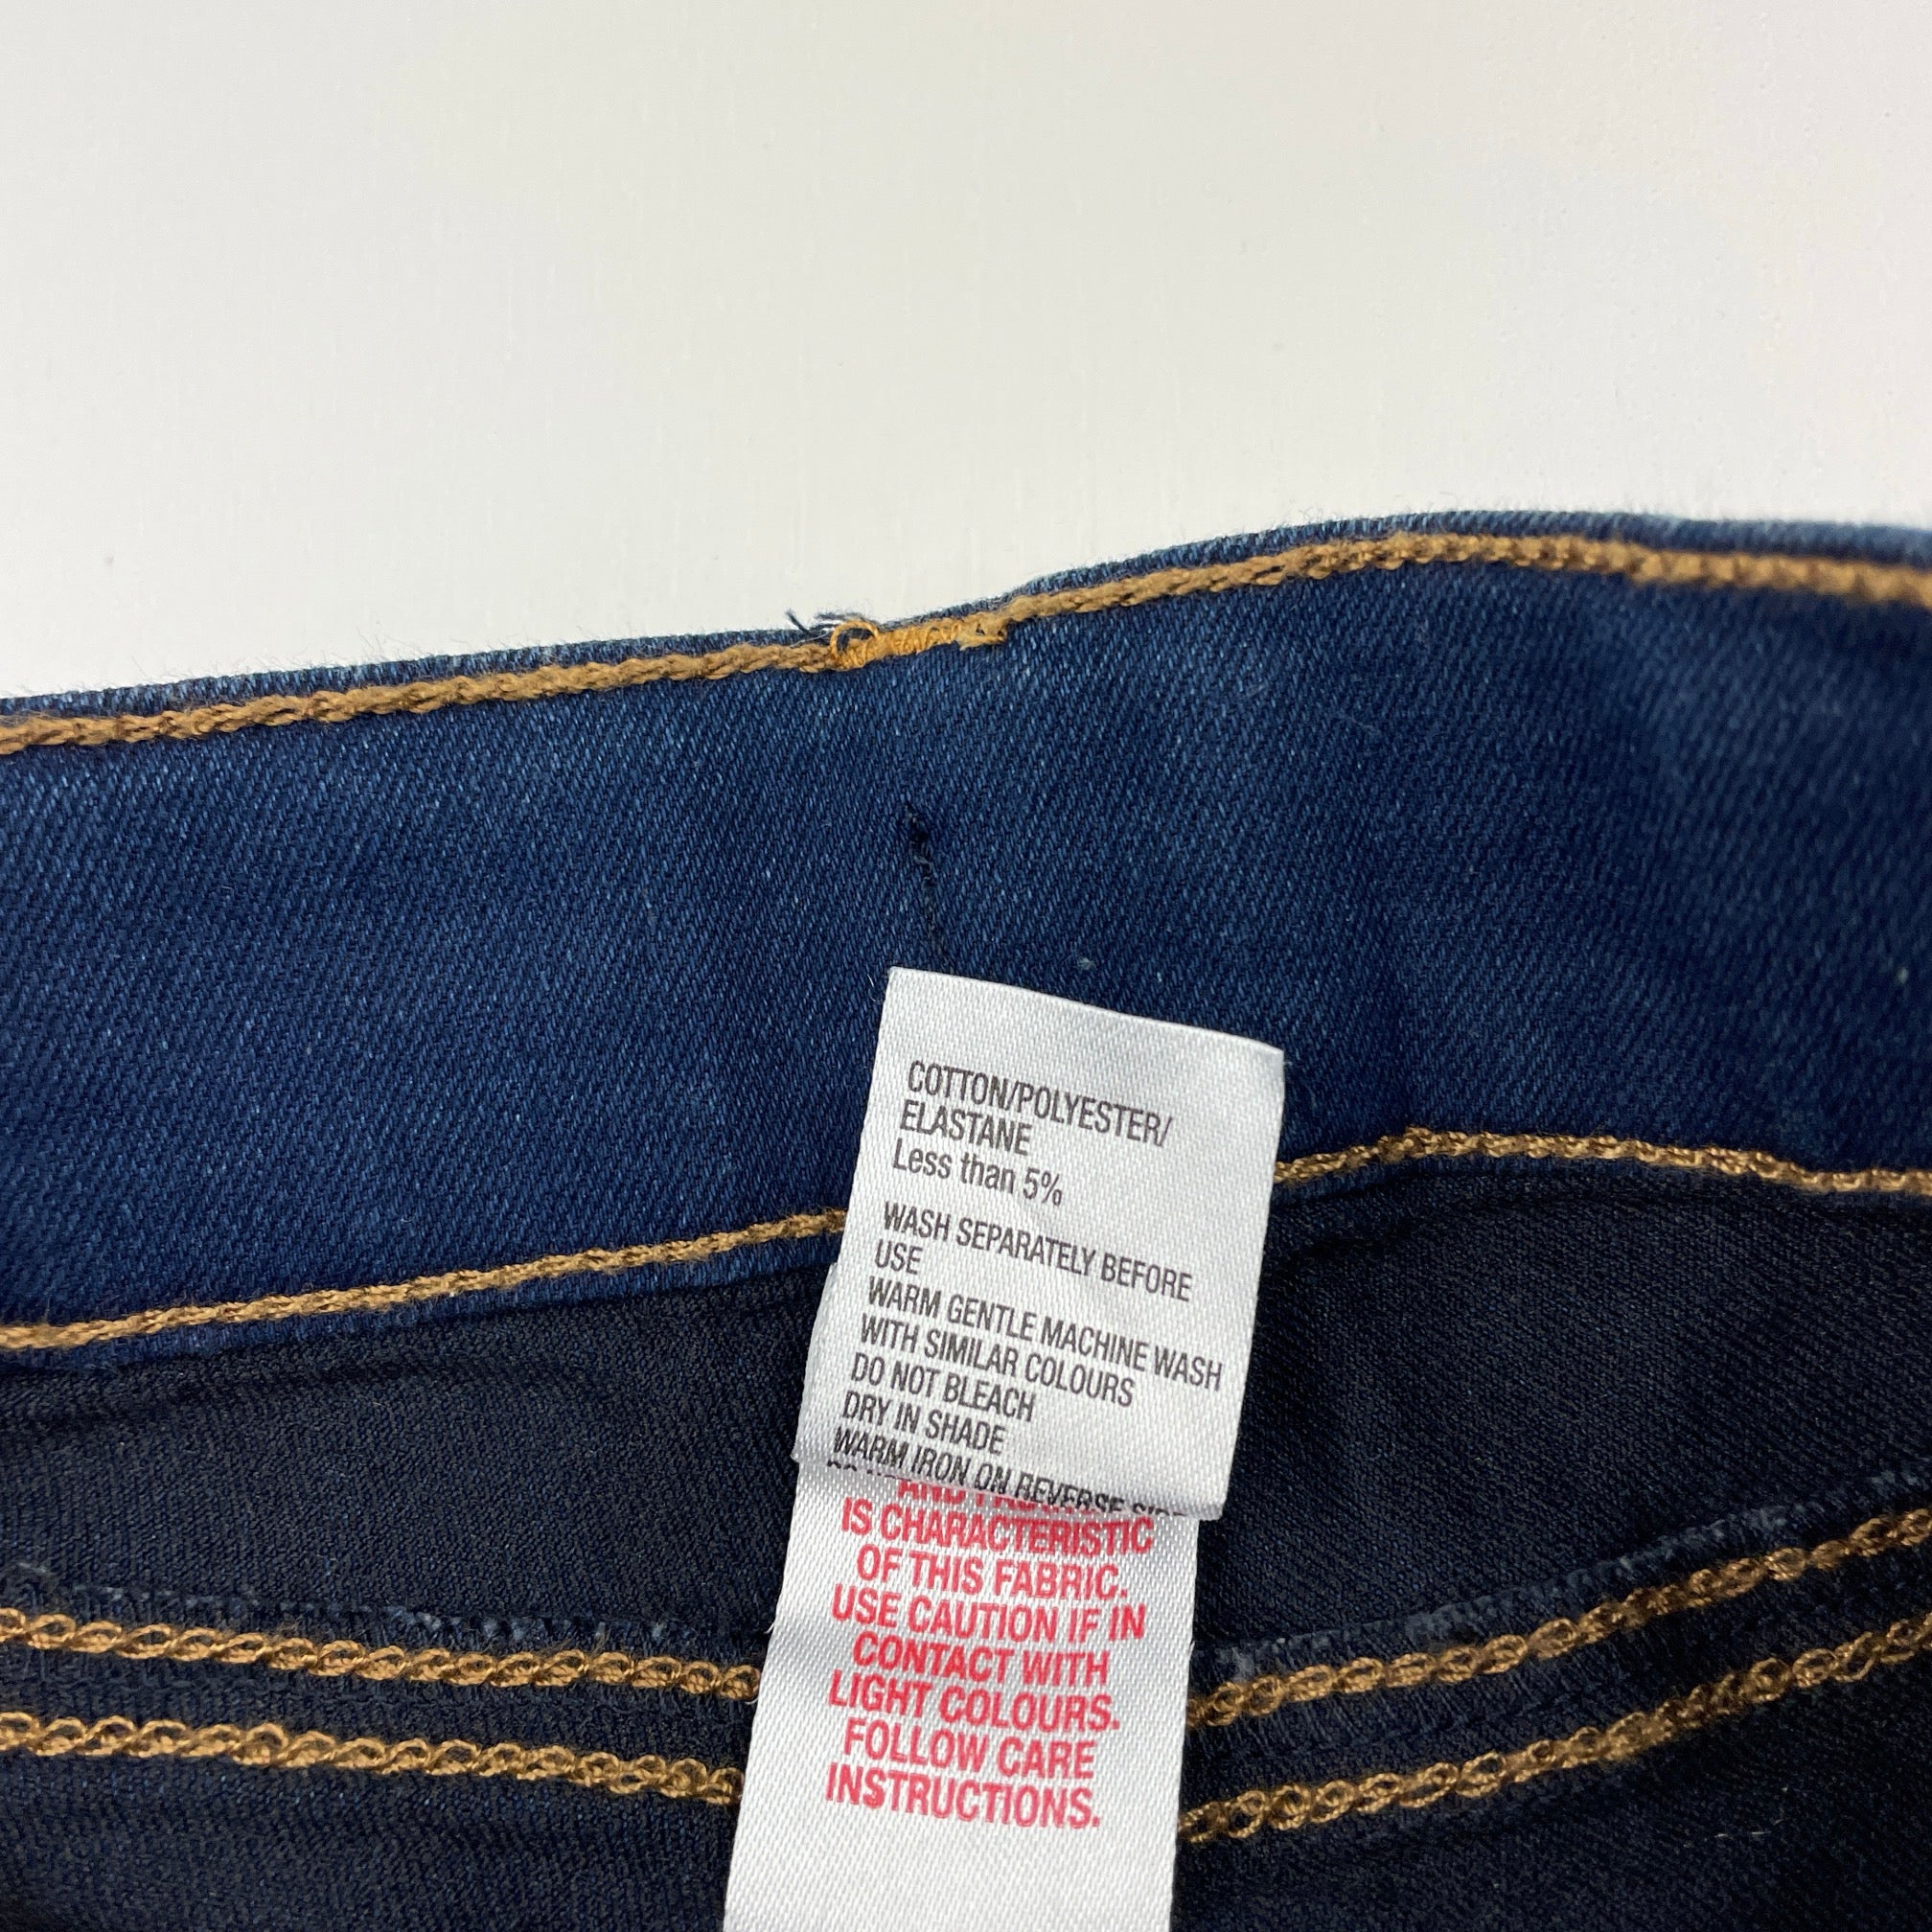 COTTON/POLYESTER/
ELASTANE
Less than 5%
WASH SEPARATELY BEFORE
USE
WARM GENTLE MACHINE WASH
WITH SIMILAR COLOURS
DO NOT BLEACH
DRY IN SHADE
WARM IRON ON REVERSE
AND
IS CHARACTERISTIC
OF THIS FABRIC.
USE CAUTION IF IN
CONTACT WITH
LIGHT COLOURS.
FOLLOW CARE
INSTRUCTIONS.